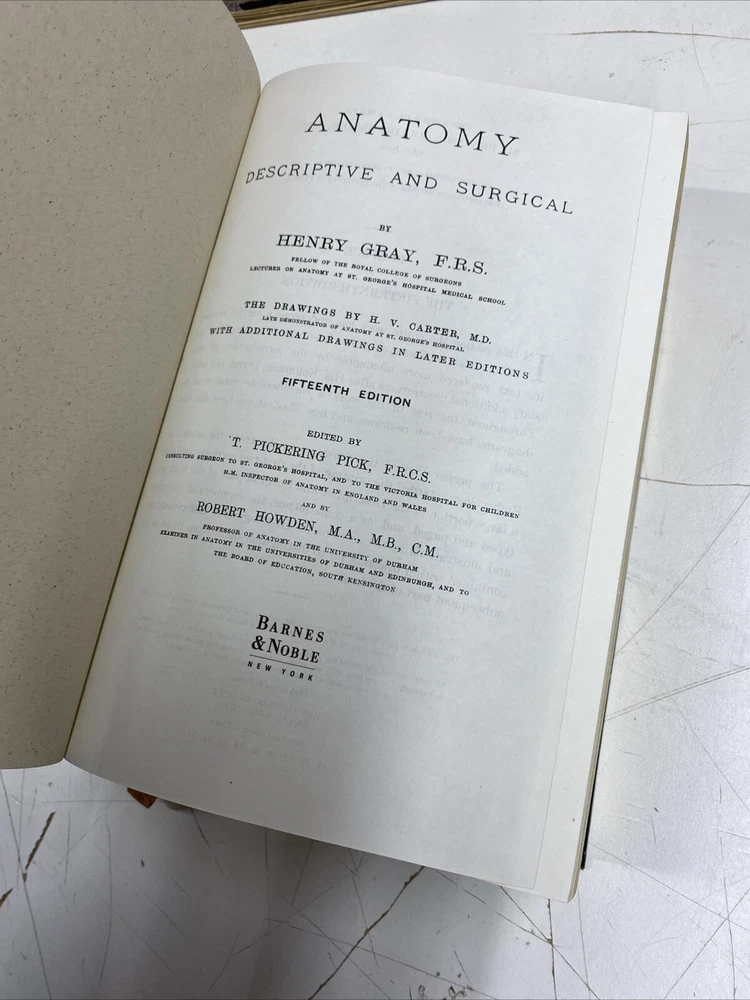 ANATOMY
DESCRIPTIVE AND SURGICAL
BY
HENRY GRAY, F.R.S.
FELLOW OF THE ROYAL COLLEGE OF SURGEONS
LECTURER ON ANATOMY AT ST. GEORGE'S HOSPITAL MEDICAL SCHOOL
THE DRAWINGS BY H. V. CARTER, M.D.
LATE DEMONSTRATOR OF ANATOMY AT ST. GEORGE'S HOSPITAL
WITH ADDITIONAL DRAWINGS IN LATER EDITIONS
FIFTEENTH EDITION
EDITED BY
T. PICKERING PICK, F.R.C.S.
CONSULTING SURGEON TO ST. GEORGE'S HOSPITAL, AND TO THE VICTORIA HOSPITAL FOR CHILDREN
H.M. INSPECTOR OF ANATOMY IN ENGLAND AND WALES
AND BY
ROBERT HOWDEN, M.A., M.B., C.M.
PROFESSOR OF ANATOMY IN THE UNIVERSITY OF DURHAM
EXAMINER IN ANATOMY IN THE UNIVERSITIES OF DURHAM AND EDINBURGH, AND TO
THE BOARD OF EDUCATION, SOUTH KENSINGTON
BARNES
& NOBLE
NEW YORK